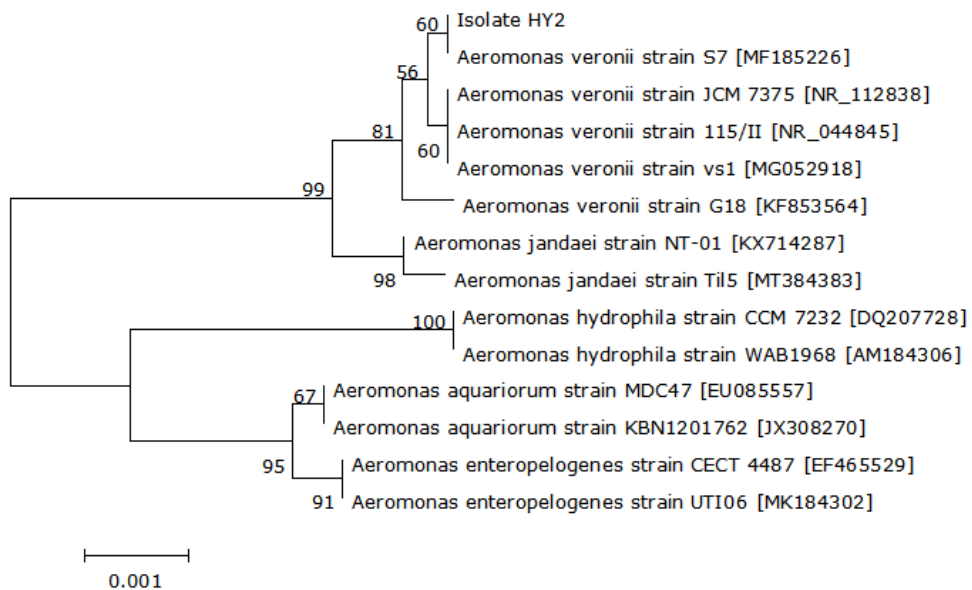 60
Isolate HY2
Aeromonas veronii strain S7 [MF185226]
56
Aeromonas veronii strain JCM 7375 [NR_112838]
81
Aeromonas veronii strain 115/II [NR_044845]
60
Aeromonas veronii strain vs1 [MG052918]
99
Aeromonas veronii strain G18 [KF853564]
Aeromonas jandaei strain NT-01 [KX714287]
98
Aeromonas jandaei strain Til5 [MT384383]
100
Aeromonas hydrophila strain CCM 7232 [DQ207728]
Aeromonas hydrophila strain WAB1968 [AM184306]
67
Aeromonas aquariorum strain MDC47 [EU085557]
Aeromonas aquariorum strain KBN1201762 [JX308270]
95
Aeromonas enteropelogenes strain CECT 4487 [EF465529]
91
Aeromonas enteropelogenes strain UTI06 [MK184302]
0.001